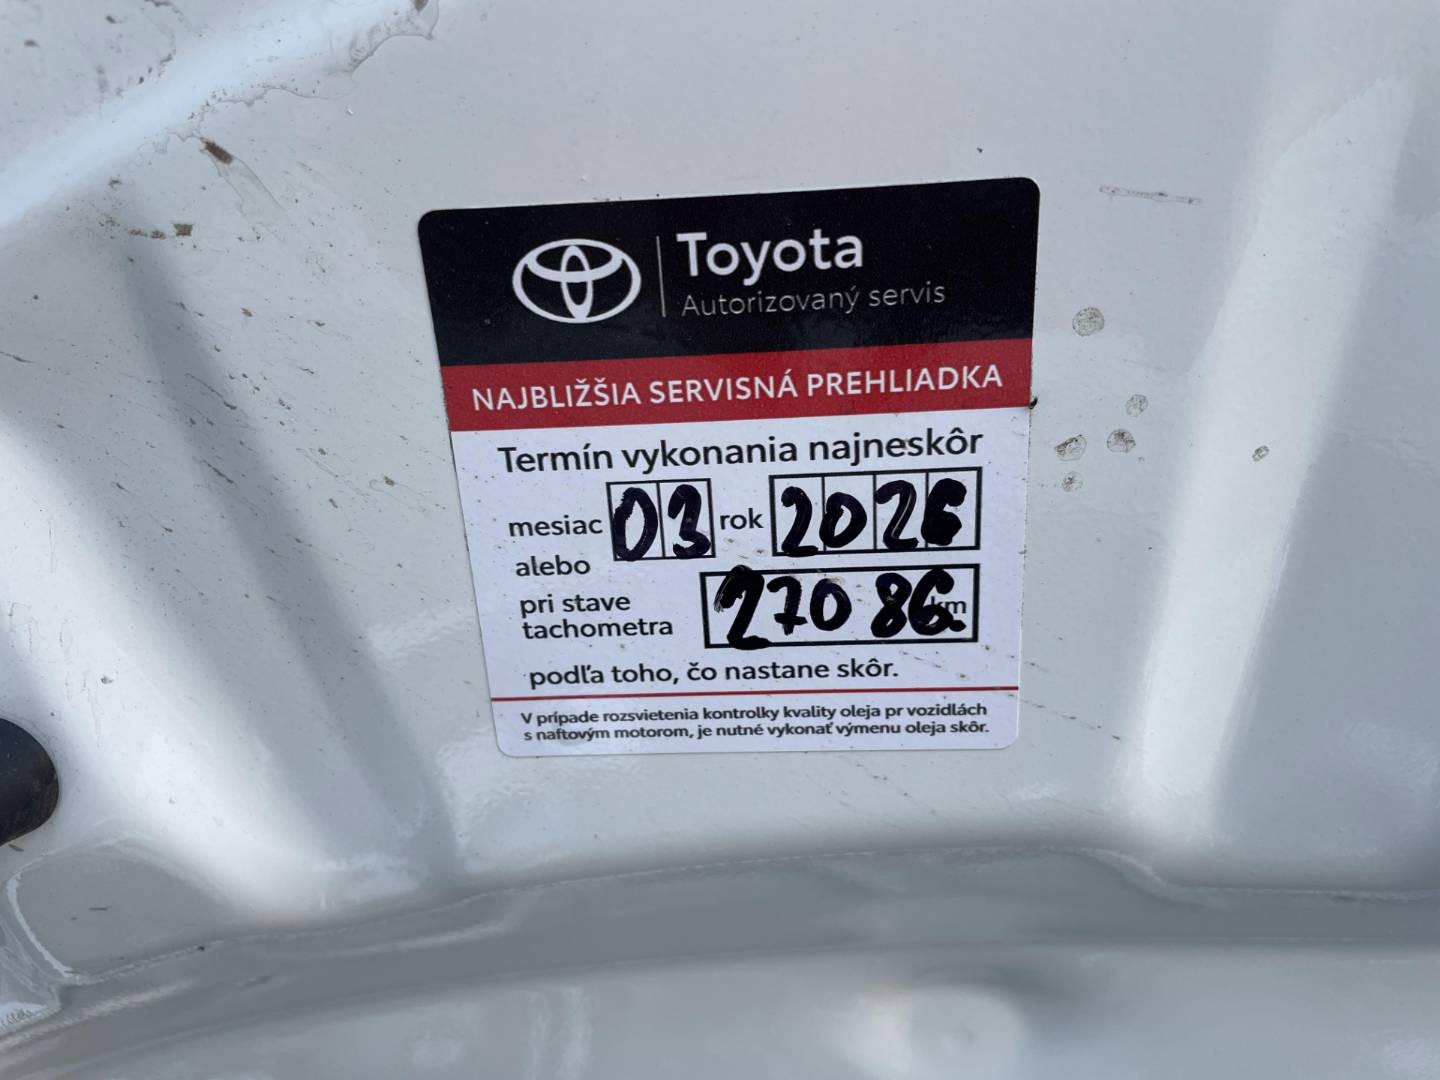 Toyota
Autorizovaný servis
NAJBLIŽŠIA SERVISNÁ PREHLIADKA
Termín vykonania najneskôr
mesiac 03 rok 2026
alebo
pri stave
tachometra 27086 km
podľa toho, čo nastane skôr.
V prípade rozsvietenia kontrolky kvality oleja pr vozidlách
s naftovým motorom, je nutné vykonať výmenu oleja skôr.